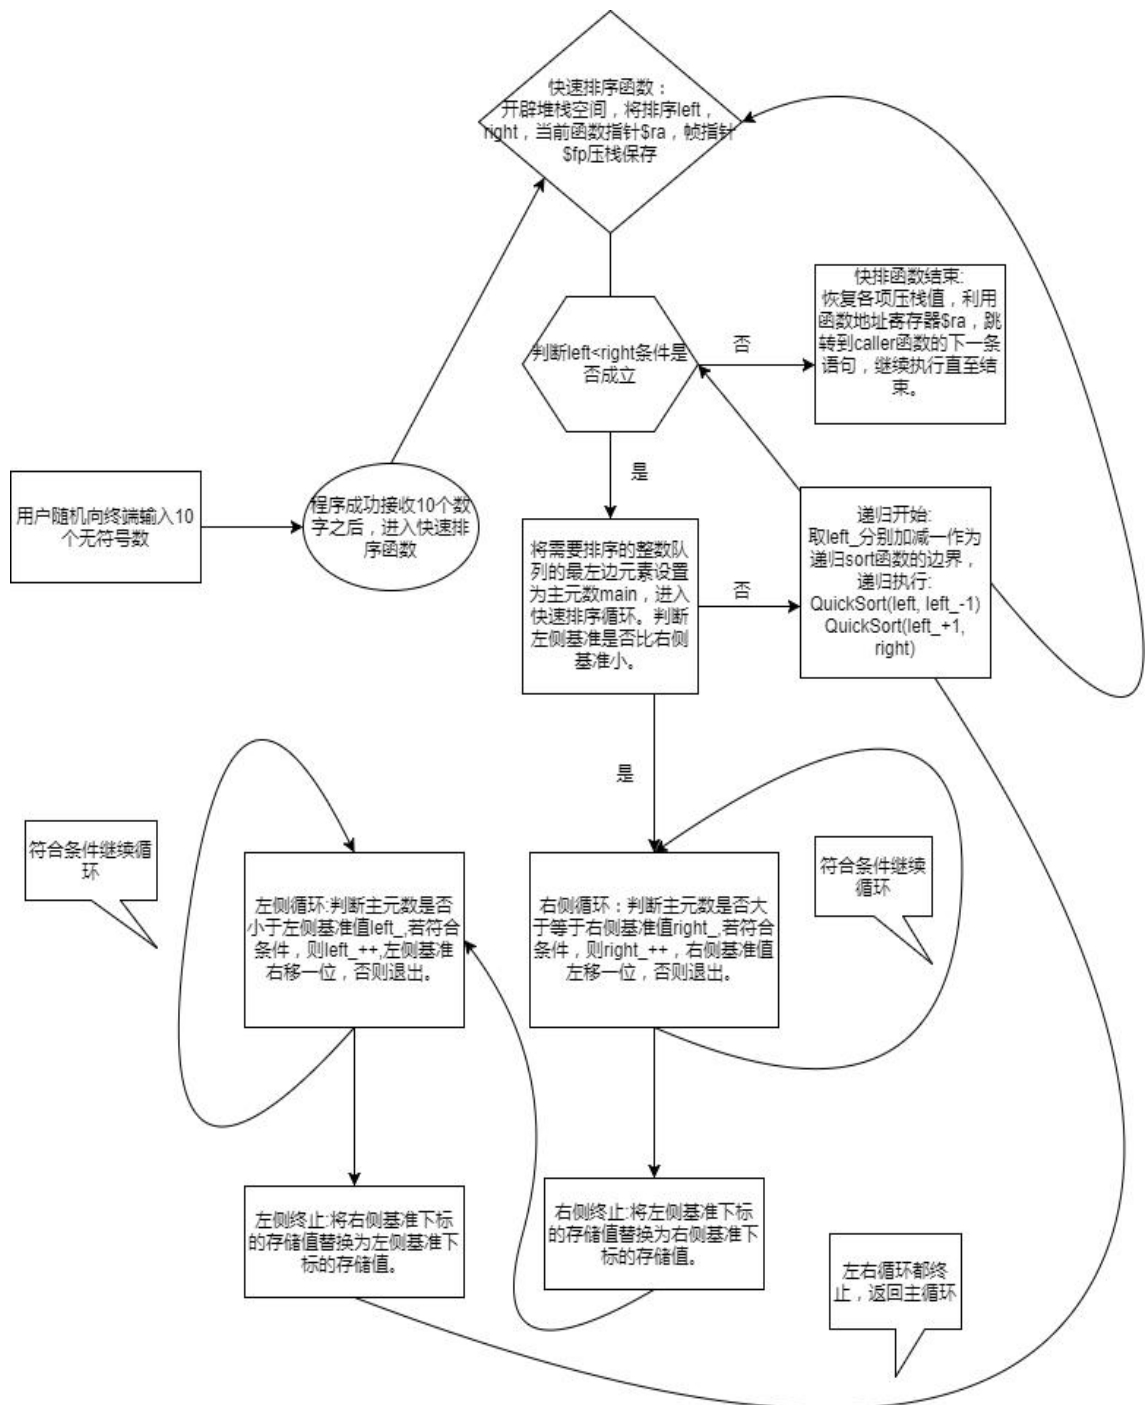 快速排序函数：
开辟堆栈空间，将排序left，
right，当前函数指针$ra，帧指针
$fp压栈保存
快排函数结束:
恢复各项压栈值，利用
函数地址寄存器$ra，跳
转到caller函数的下一条
语句，继续执行直至结
束。
否
判断left<right条件是
否成立
是
用户随机向终端输入10
个无符号数
程序成功接收10个数
字之后，进入快速排
序函数
将需要排序的整数队
列的最左边元素设置
为主元数main，进入
快速排序循环。判断
左侧基准是否比右侧
基准小。
否
递归开始:
取left_分别加减一作为
递归sort函数的边界，
递归执行:
QuickSort(left, left_-1)
QuickSort(left_+1,
right)
是
符合条件继续循
环
左侧循环:判断主元数是否
小于左侧基准值left_,若符合
条件，则left_++,左侧基准
右移一位，否则退出。
右侧循环：判断主元数是否大
于等于右侧基准值right_,若符合
条件，则right_++，右侧基准值
左移一位，否则退出。
符合条件继续
循环
左侧终止:将右侧基准下标
的存储值替换为左侧基准下
标的存储值。
右侧终止:将左侧基准下标
的存储值替换为右侧基准下
标的存储值。
左右循环都终
止，返回主循环